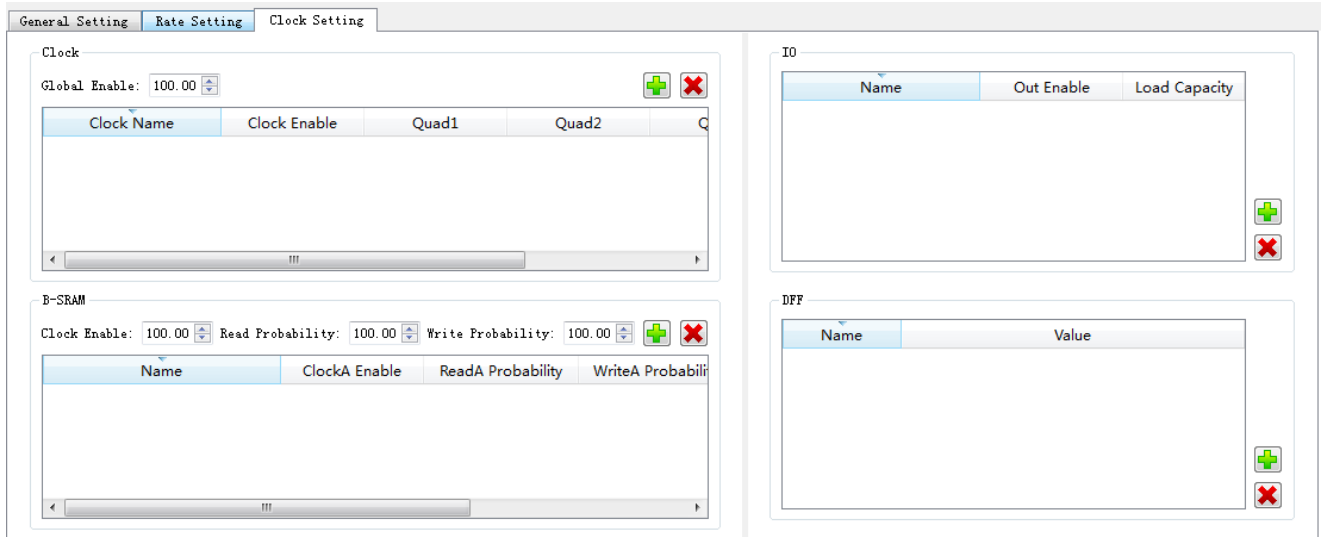 General Setting Rate Setting Clock Setting
Clock
Global Enable: 100.00
Clock Name Clock Enable Quad1 Quad2 Q
B-SRAM
Clock Enable: 100.00 Read Probability: 100.00 Write Probability: 100.00
Name ClockA Enable ReadA Probability WriteA Probabili
IO
Name Out Enable Load Capacity
DFF
Name Value